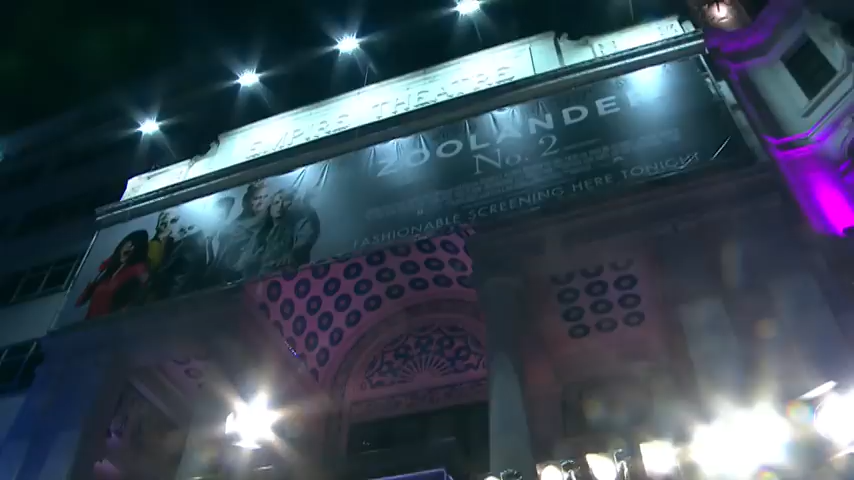 EMPIRE THEATRE
ZOOLANDER
No. 2
FASHIONABLE SCREENING HERE TONIGHT